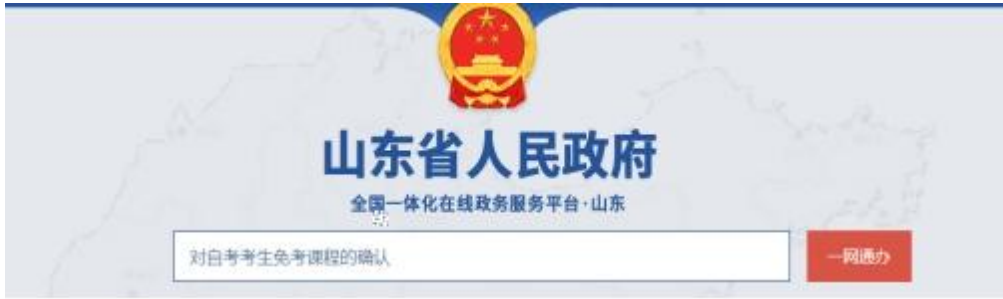 山东省人民政府
全国一体化在线政务服务平台·山东
对自考考生免考课程的确认
一网通办